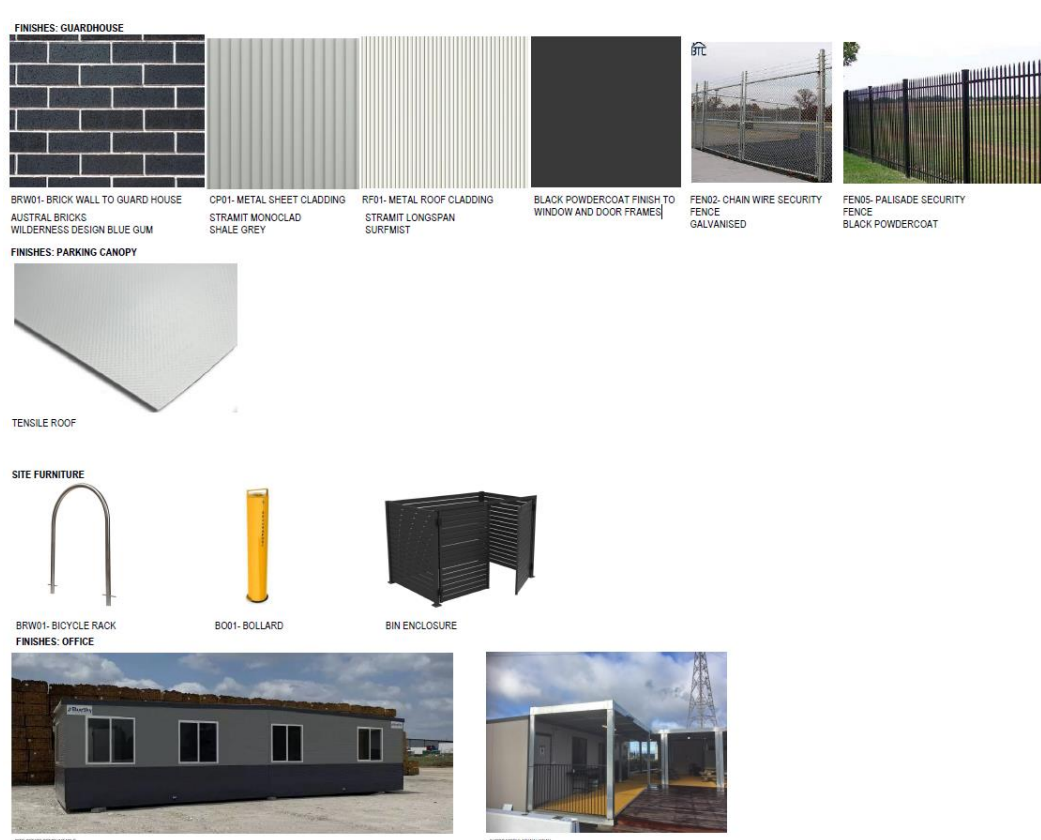 FINISHES: GUARDHOUSE
BTC
BRW01- BRICK WALL TO GUARD HOUSE
AUSTRAL BRICKS
WILDERNESS DESIGN BLUE GUM
CP01- METAL SHEET CLADDING
STRAMIT MONOCLAD
SHALE GREY
RF01- METAL ROOF CLADDING
STRAMIT LONGSPAN
SURFMIST
BLACK POWDERCOAT FINISH TO
WINDOW AND DOOR FRAMES
FEN02- CHAIN WIRE SECURITY
FENCE
GALVANISED
FEN05- PALISADE SECURITY
FENCE
BLACK POWDERCOAT
FINISHES: PARKING CANOPY
TENSILE ROOF
SITE FURNITURE
BRW01- BICYCLE RACK
BO01- BOLLARD
BIN ENCLOSURE
FINISHES: OFFICE